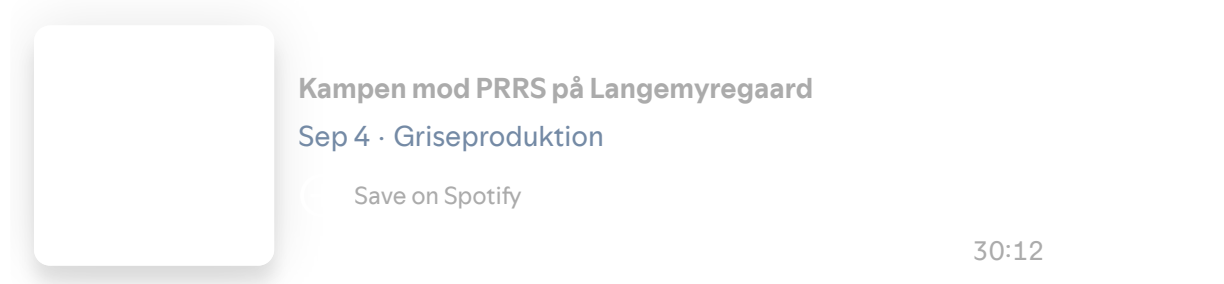 Kampen mod PRRS på Langemyregaard
Sep 4 · Griseproduktion
Save on Spotify
30:12